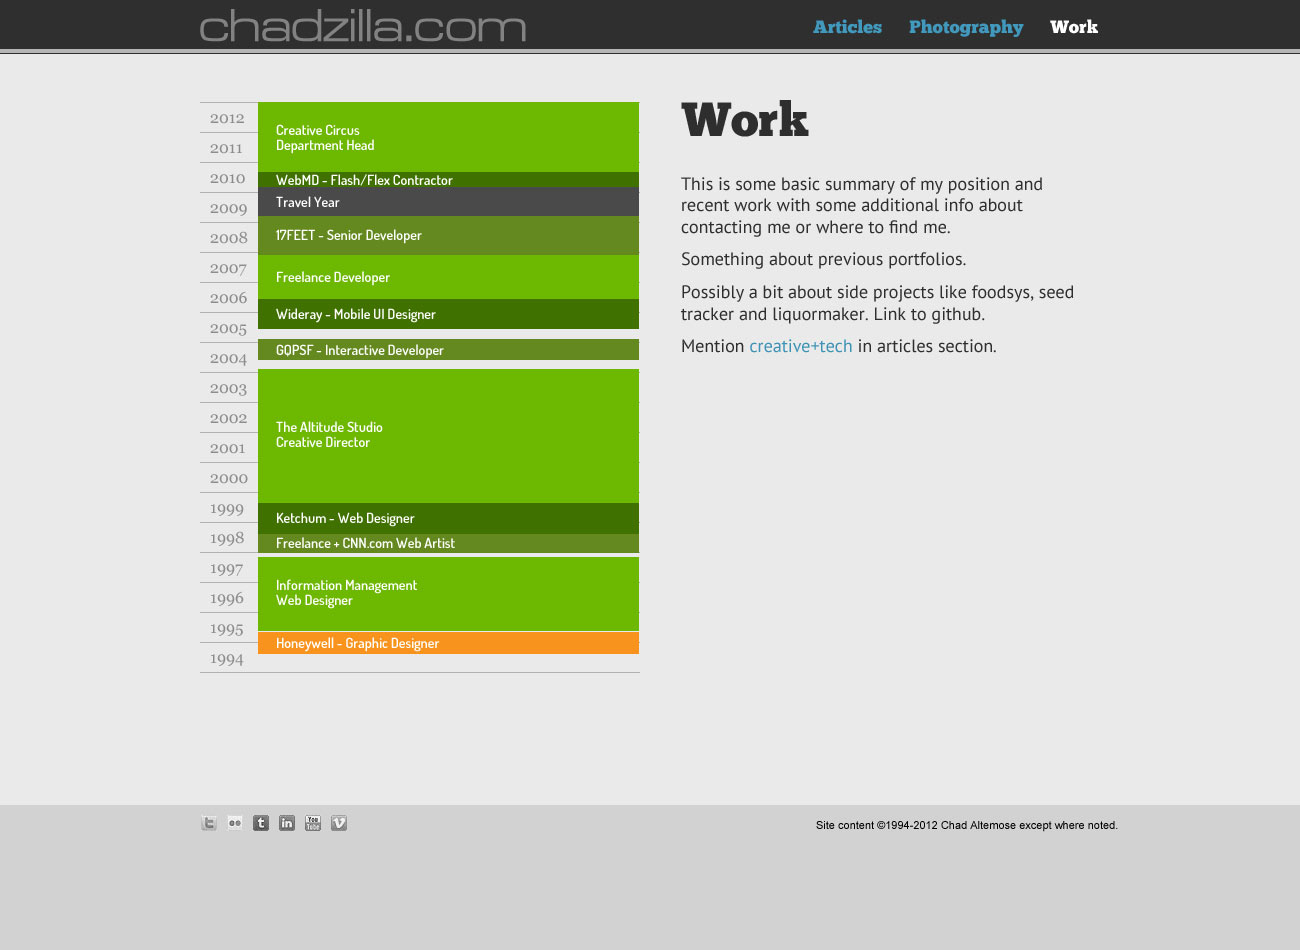 chadzilla.com
Articles Photography Work
2012
2011
2010
2009
2008
2007
2006
2005
2004
2003
2002
2001
2000
1999
1998
1997
1996
1995
1994
Creative Circus
Department Head
WebMD - Flash/Flex Contractor
Travel Year
17FEET - Senior Developer
Freelance Developer
Wideray - Mobile UI Designer
GQPSF - Interactive Developer
The Altitude Studio
Creative Director
Ketchum - Web Designer
Freelance + CNN.com Web Artist
Information Management
Web Designer
Honeywell - Graphic Designer
Work
This is some basic summary of my position and
recent work with some additional info about
contacting me or where to find me.
Something about previous portfolios.
Possibly a bit about side projects like foodsys, seed
tracker and liquormaker. Link to github.
Mention creative+tech in articles section.
t t in You Tube v
Site content ©1994-2012 Chad Altemose except where noted.